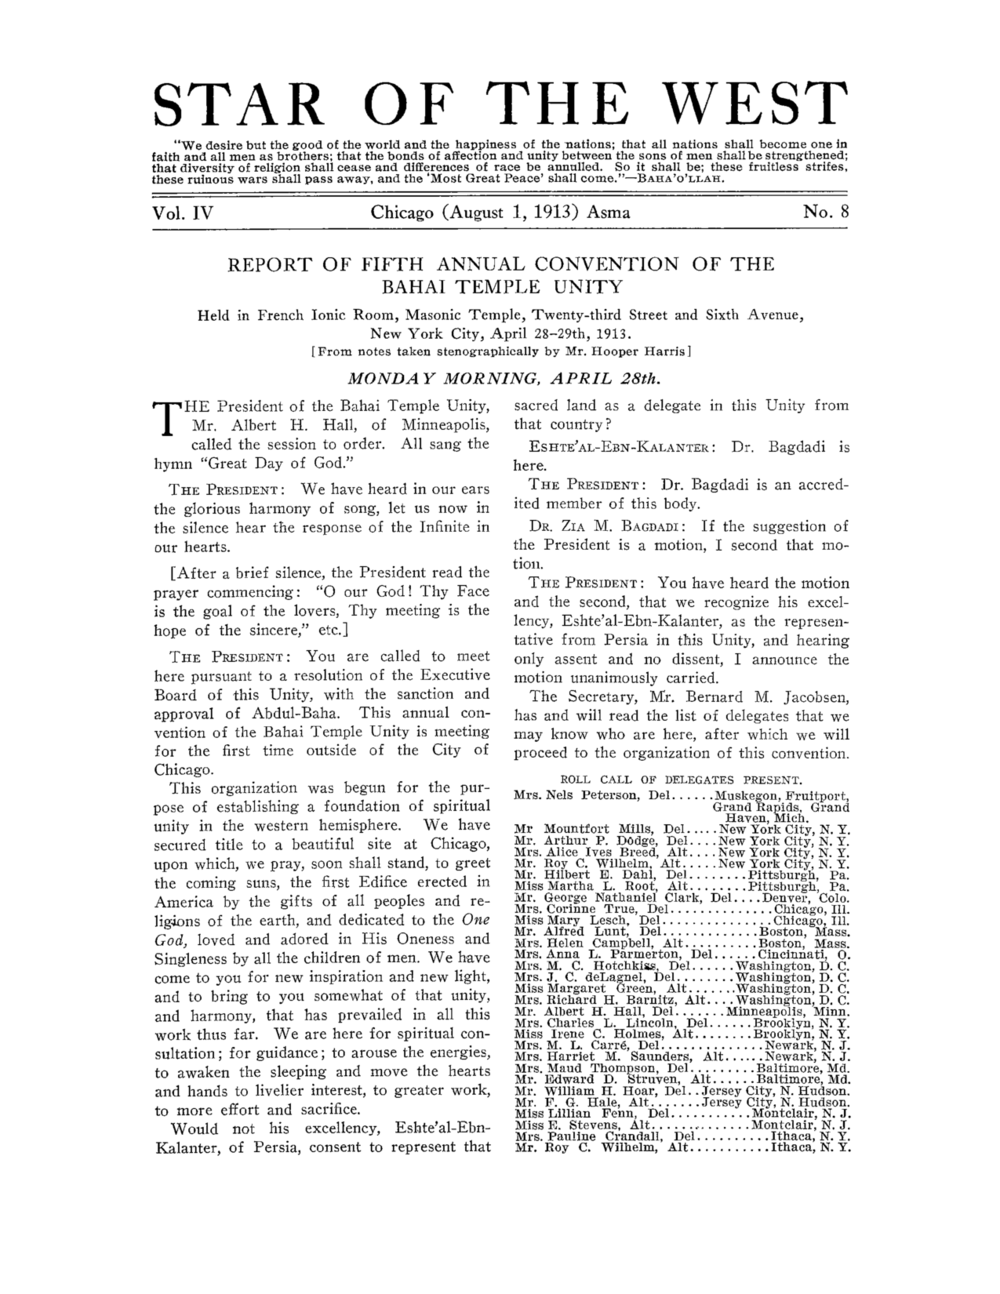 STAR OF THE WEST
"We desire but the good of the world and the happiness of the nations; that all nations shall become one in
faith and all men as brothers; that the bonds of affection and unity between the sons of men shall be strengthened;
that diversity of religion shall cease and differences of race be annulled. So it shall be; these fruitless strifes,
these ruinous wars shall pass away, and the 'Most Great Peace' shall come."—BAHA'O'LLAH.
Vol. IV Chicago (August 1, 1913) Asma No. 8
REPORT OF FIFTH ANNUAL CONVENTION OF THE
BAHAI TEMPLE UNITY
Held in French Ionic Room, Masonic Temple, Twenty-third Street and Sixth Avenue,
New York City, April 28–29th, 1913.
[From notes taken stenographically by Mr. Hooper Harris]
MONDAY MORNING, APRIL 28th.
THE President of the Bahai Temple Unity,
Mr. Albert H. Hall, of Minneapolis,
called the session to order. All sang the
hymn "Great Day of God."
THE PRESIDENT: We have heard in our ears
the glorious harmony of song, let us now in
the silence hear the response of the Infinite in
our hearts.
[After a brief silence, the President read the
prayer commencing: "O our God! Thy Face
is the goal of the lovers, Thy meeting is the
hope of the sincere," etc.]
THE PRESIDENT: You are called to meet
here pursuant to a resolution of the Executive
Board of this Unity, with the sanction and
approval of Abdul-Baha. This annual con-
vention of the Bahai Temple Unity is meeting
for the first time outside of the City of
Chicago.
This organization was begun for the pur-
pose of establishing a foundation of spiritual
unity in the western hemisphere. We have
secured title to a beautiful site at Chicago,
upon which, we pray, soon shall stand, to greet
the coming suns, the first Edifice erected in
America by the gifts of all peoples and re-
ligions of the earth, and dedicated to the One
God, loved and adored in His Oneness and
Singleness by all the children of men. We have
come to you for new inspiration and new light,
and to bring to you somewhat of that unity,
and harmony, that has prevailed in all this
work thus far. We are here for spiritual con-
sultation; for guidance; to arouse the energies,
to awaken the sleeping and move the hearts
and hands to livelier interest, to greater work,
to more effort and sacrifice.
Would not his excellency, Eshte'al-Ebn-
Kalanter, of Persia, consent to represent that
sacred land as a delegate in this Unity from
that country?
ESHTE'AL-EBN-KALANTER: Dr. Bagdadi is
here.
THE PRESIDENT: Dr. Bagdadi is an accred-
ited member of this body.
DR. ZIA M. BAGDADI: If the suggestion of
the President is a motion, I second that mo-
tion.
THE PRESIDENT: You have heard the motion
and the second, that we recognize his excel-
lency, Eshte'al-Ebn-Kalanter, as the represen-
tative from Persia in this Unity, and hearing
only assent and no dissent, I announce the
motion unanimously carried.
The Secretary, Mr. Bernard M. Jacobsen,
has and will read the list of delegates that we
may know who are here, after which we will
proceed to the organization of this convention.
ROLL CALL OF DELEGATES PRESENT.
Mrs. Nels Peterson, Del......Muskegon, Fruitport,
Grand Rapids, Grand
Haven, Mich.
Mr Mountfort Mills, Del.....New York City, N. Y.
Mr. Arthur P. Dodge, Del....New York City, N. Y.
Mrs. Alice Ives Breed, Alt....New York City, N. Y.
Mr. Roy C. Wilhelm, Alt.....New York City, N. Y.
Mr. Hilbert E. Dahl, Del........Pittsburgh, Pa.
Miss Martha L. Root, Alt........Pittsburgh, Pa.
Mr. George Nathaniel Clark, Del....Denver, Colo.
Mrs. Corinne True, Del..............Chicago, Ill.
Miss Mary Lesch, Del...............Chicago, Ill.
Mr. Alfred Lunt, Del.............Boston, Mass.
Mrs. Helen Campbell, Alt..........Boston, Mass.
Mrs. Anna L. Parmerton, Del......Cincinnati, O.
Mrs. M. C. Hotchkiss, Del......Washington, D. C.
Mrs. J. C. deLagnel, Del........Washington, D. C.
Miss Margaret Green, Alt.......Washington, D. C.
Mrs. Richard H. Barnitz, Alt....Washington, D. C.
Mr. Albert H. Hall, Del.......Minneapolis, Minn.
Mrs. Charles L. Lincoln, Del......Brooklyn, N. Y.
Miss Irene C. Holmes, Alt........Brooklyn, N. Y.
Mrs. M. L. Carré, Del..............Newark, N. J.
Mrs. Harriet M. Saunders, Alt......Newark, N. J.
Mrs. Maud Thompson, Del.........Baltimore, Md.
Mr. Edward D. Struven, Alt......Baltimore, Md.
Mr. William H. Hoar, Del..Jersey City, N. Hudson.
Mr. F. G. Hale, Alt.......Jersey City, N. Hudson.
Miss Lillian Fenn, Del...........Montclair, N. J.
Miss E. Stevens, Alt..............Montclair, N. J.
Mrs. Pauline Crandall, Del..........Ithaca, N. Y.
Mr. Roy C. Wilhelm, Alt...........Ithaca, N. Y.